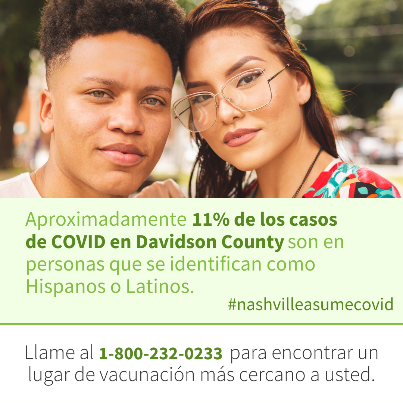 Aproximadamente 11% de los casos
de COVID en Davidson County son en
personas que se identifican como
Hispanos o Latinos.
#nashvilleasumecovid
Llame al 1-800-232-0233 para encontrar un
lugar de vacunación más cercano a usted.